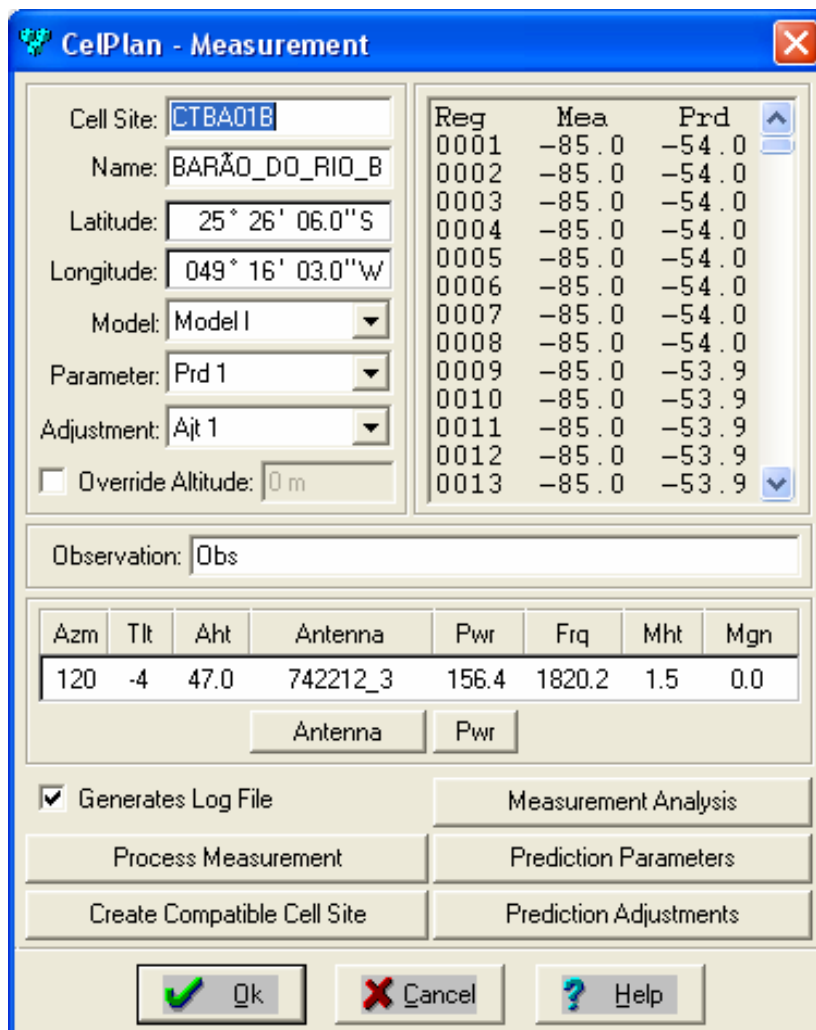 CelPlan - Measurement
Cell Site: CTBA01B
Name: BARÃO_DO_RIO_B
Latitude: 25° 26' 06.0"S
Longitude: 049° 16' 03.0"W
Model: Model I
Parameter: Prd 1
Adjustment: Ajt 1
Override Altitude: 0 m
Reg Mea Prd
0001 -85.0 -54.0
0002 -85.0 -54.0
0003 -85.0 -54.0
0004 -85.0 -54.0
0005 -85.0 -54.0
0006 -85.0 -54.0
0007 -85.0 -54.0
0008 -85.0 -54.0
0009 -85.0 -53.9
0010 -85.0 -53.9
0011 -85.0 -53.9
0012 -85.0 -53.9
0013 -85.0 -53.9
Observation: Obs
Azm Tlt Aht Antenna Pwr Frq Mht Mgn
120 -4 47.0 742212_3 156.4 1820.2 1.5 0.0
Antenna Pwr
Generates Log File Measurement Analysis
Process Measurement Prediction Parameters
Create Compatible Cell Site Prediction Adjustments
Ok Cancel Help